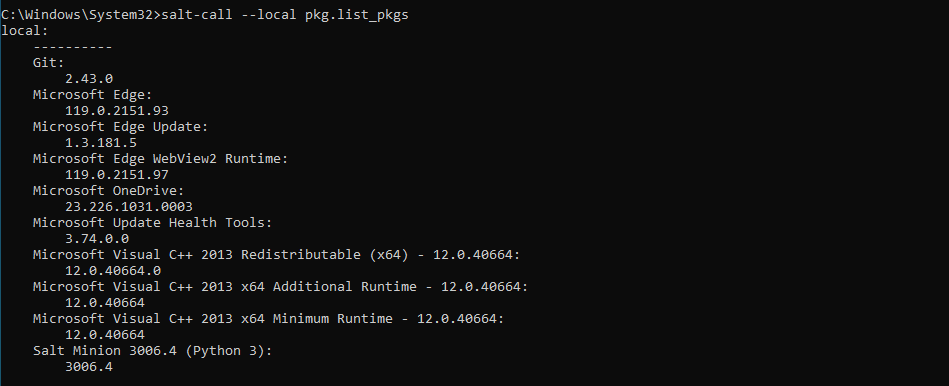 C:\Windows\System32>salt-call --local pkg.list_pkgs
local:
----------
Git:
2.43.0
Microsoft Edge:
119.0.2151.93
Microsoft Edge Update:
1.3.181.5
Microsoft Edge WebView2 Runtime:
119.0.2151.97
Microsoft OneDrive:
23.226.1031.0003
Microsoft Update Health Tools:
3.74.0.0
Microsoft Visual C++ 2013 Redistributable (x64) - 12.0.40664:
12.0.40664.0
Microsoft Visual C++ 2013 x64 Additional Runtime - 12.0.40664:
12.0.40664
Microsoft Visual C++ 2013 x64 Minimum Runtime - 12.0.40664:
12.0.40664
Salt Minion 3006.4 (Python 3):
3006.4